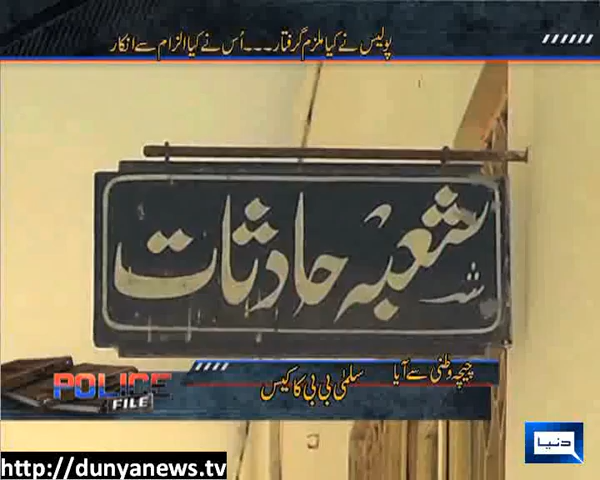 پولیس نے کیا ملزم گرفتار۔۔۔اُس نے کیا الزام سے انکار
شعبہ حادثات
چیچہ وطنی سے آیا
سلمیٰ بی بی کا کیس
POLICE
FILE
دنیا
http://dunyanews.tv